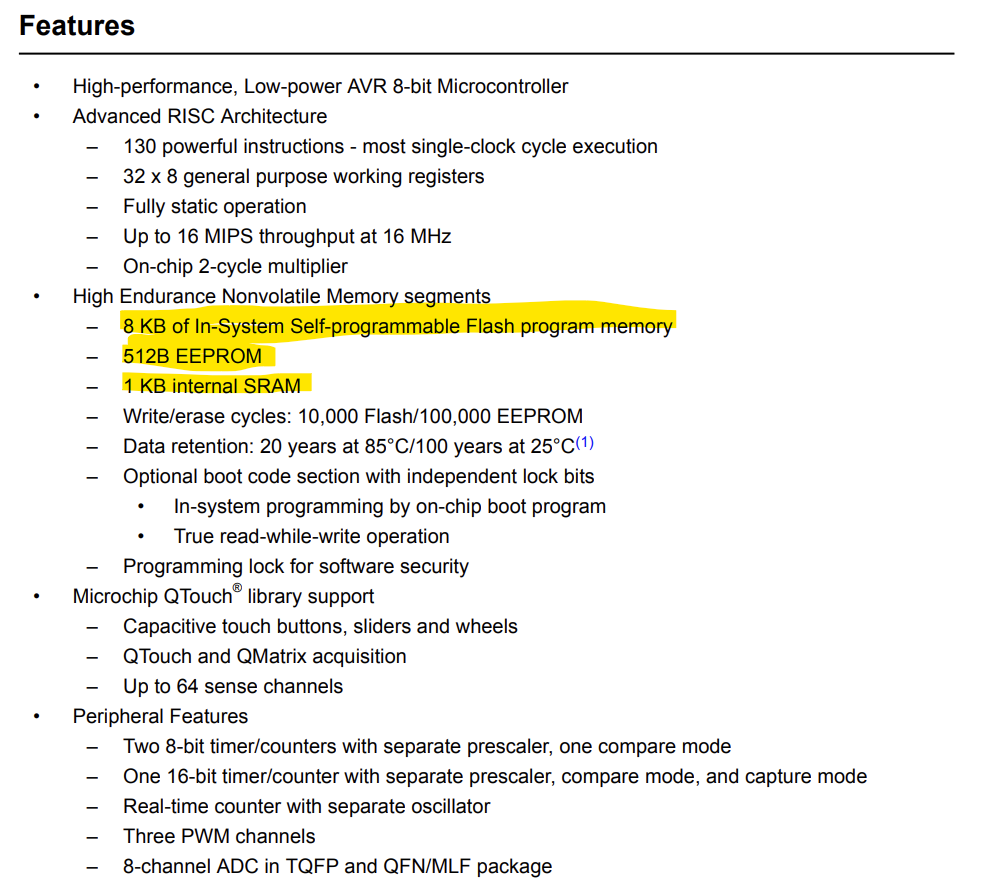 Features
• High-performance, Low-power AVR 8-bit Microcontroller
• Advanced RISC Architecture
– 130 powerful instructions - most single-clock cycle execution
– 32 x 8 general purpose working registers
– Fully static operation
– Up to 16 MIPS throughput at 16 MHz
– On-chip 2-cycle multiplier
• High Endurance Nonvolatile Memory segments
– 8 KB of In-System Self-programmable Flash program memory
– 512B EEPROM
– 1 KB internal SRAM
– Write/erase cycles: 10,000 Flash/100,000 EEPROM
– Data retention: 20 years at 85°C/100 years at 25°C(1)
– Optional boot code section with independent lock bits
• In-system programming by on-chip boot program
• True read-while-write operation
– Programming lock for software security
• Microchip QTouch® library support
– Capacitive touch buttons, sliders and wheels
– QTouch and QMatrix acquisition
– Up to 64 sense channels
• Peripheral Features
– Two 8-bit timer/counters with separate prescaler, one compare mode
– One 16-bit timer/counter with separate prescaler, compare mode, and capture mode
– Real-time counter with separate oscillator
– Three PWM channels
– 8-channel ADC in TQFP and QFN/MLF package